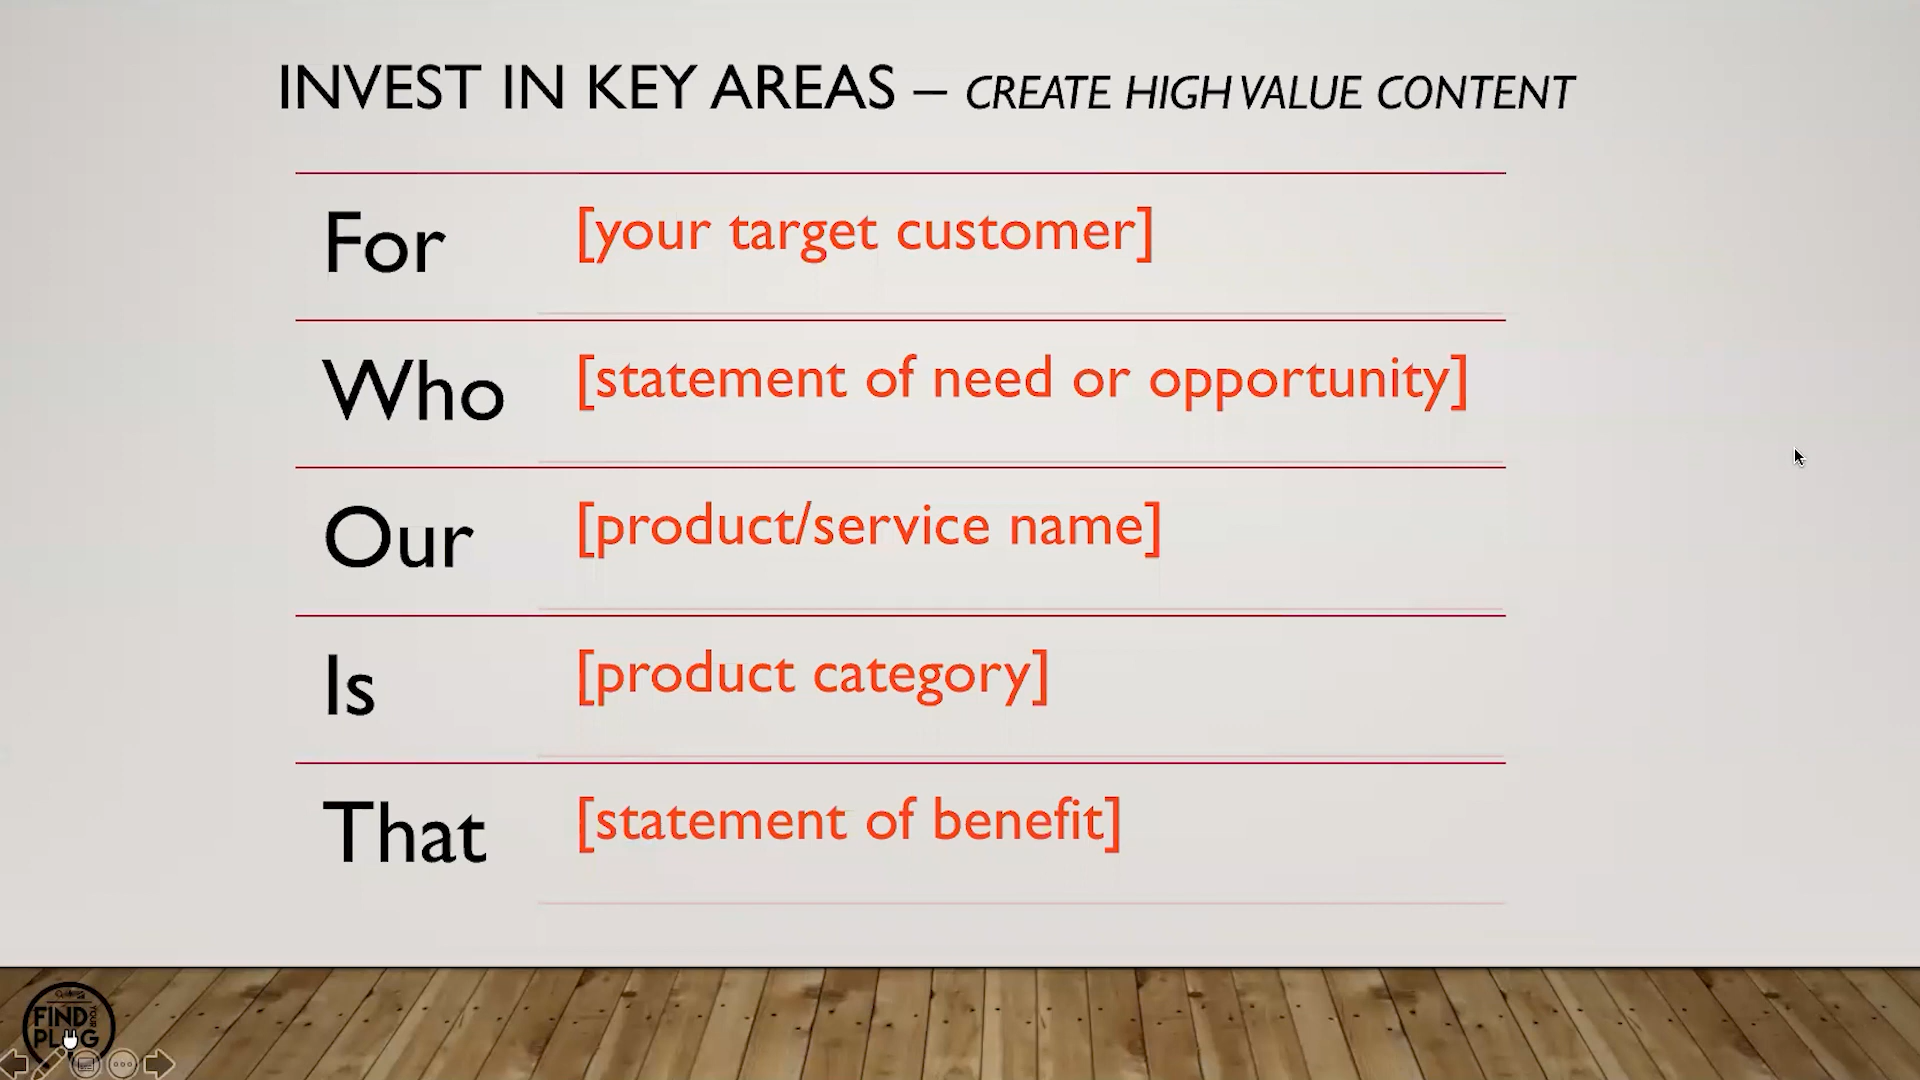 INVEST IN KEY AREAS – CREATE HIGH VALUE CONTENT
For [your target customer]
Who [statement of need or opportunity]
Our [product/service name]
Is [product category]
That [statement of benefit]
FIND YOUR
PLUG